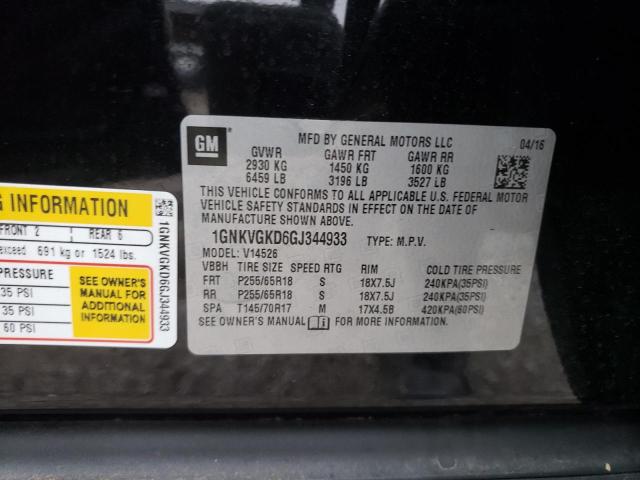 GM
MFD BY GENERAL MOTORS LLC 04/16
GVWR GAWR FRT GAWR RR
2930 KG 1450 KG 1600 KG
6459 LB 3196 LB 3527 LB
THIS VEHICLE CONFORMS TO ALL APPLICABLE U.S. FEDERAL MOTOR
VEHICLE SAFETY STANDARDS IN EFFECT ON THE DATE OF
MANUFACTURE SHOWN ABOVE.
1GNKVGKD6GJ344933 TYPE: M.P.V.
MODEL: V14526
VBBH TIRE SIZE SPEED RTG RIM COLD TIRE PRESSURE
FRT P255/65R18 S 18X7.5J 240KPA(35PSI)
RR P255/65R18 S 18X7.5J 240KPA(35PSI)
SPA T145/70R17 M 17X4.5B 420KPA(60PSI)
SEE OWNER'S MANUAL FOR MORE INFORMATION.
G INFORMATION
FRONT 2 REAR 6
exceed 691 kg or 1524 lbs.
PRESSURE
35 PSI
35 PSI
60 PSI
SEE OWNER'S
MANUAL FOR
ADDITIONAL
INFORMATION
1GNKVGKD6GJ344933